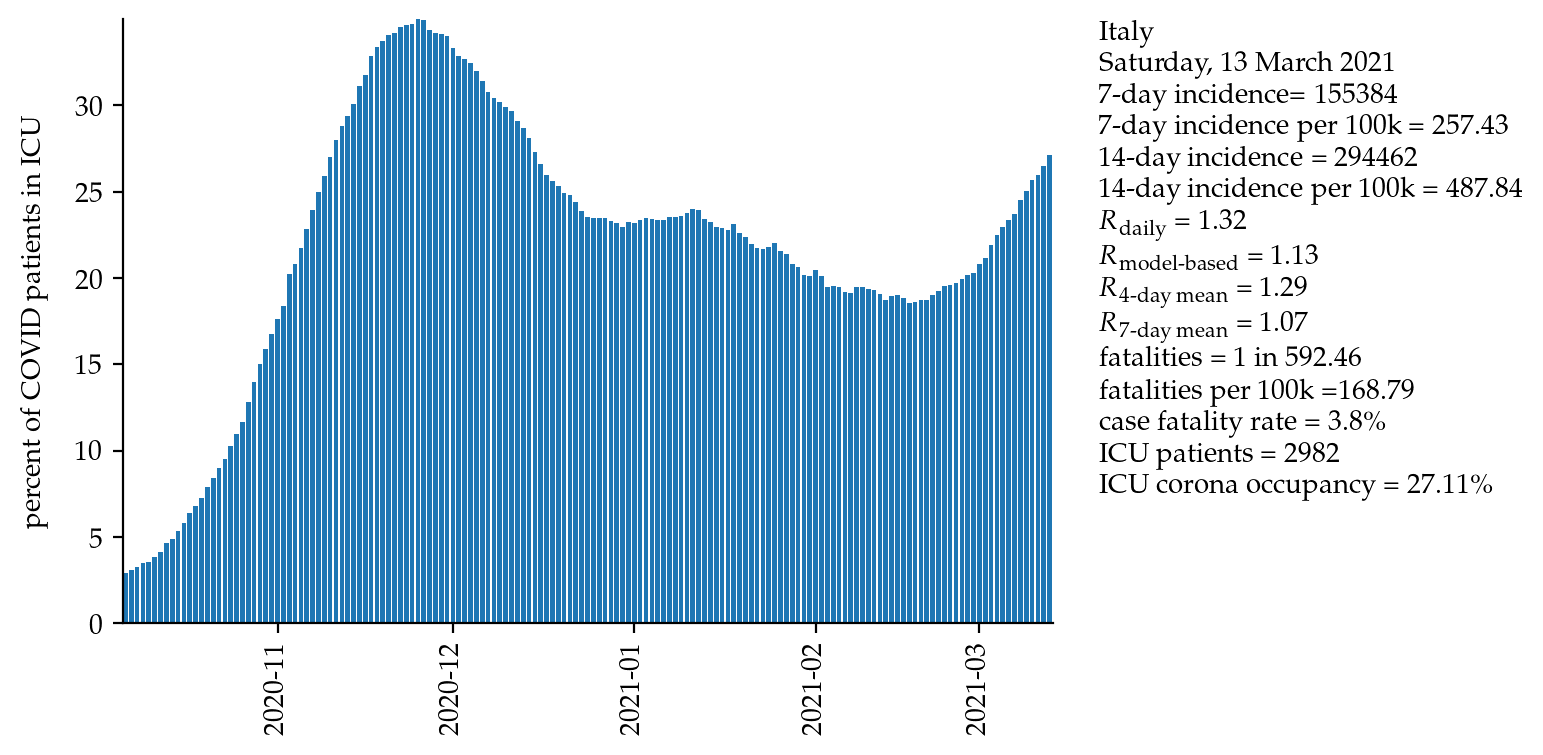 percent of COVID patients in ICU
30
25
20
15
10
5
0
2020-11
2020-12
2021-01
2021-02
2021-03
Italy
Saturday, 13 March 2021
7-day incidence= 155384
7-day incidence per 100k = 257.43
14-day incidence = 294462
14-day incidence per 100k = 487.84
R daily = 1.32
R model-based = 1.13
R 4-day mean = 1.29
R 7-day mean = 1.07
fatalities = 1 in 592.46
fatalities per 100k =168.79
case fatality rate = 3.8%
ICU patients = 2982
ICU corona occupancy = 27.11%